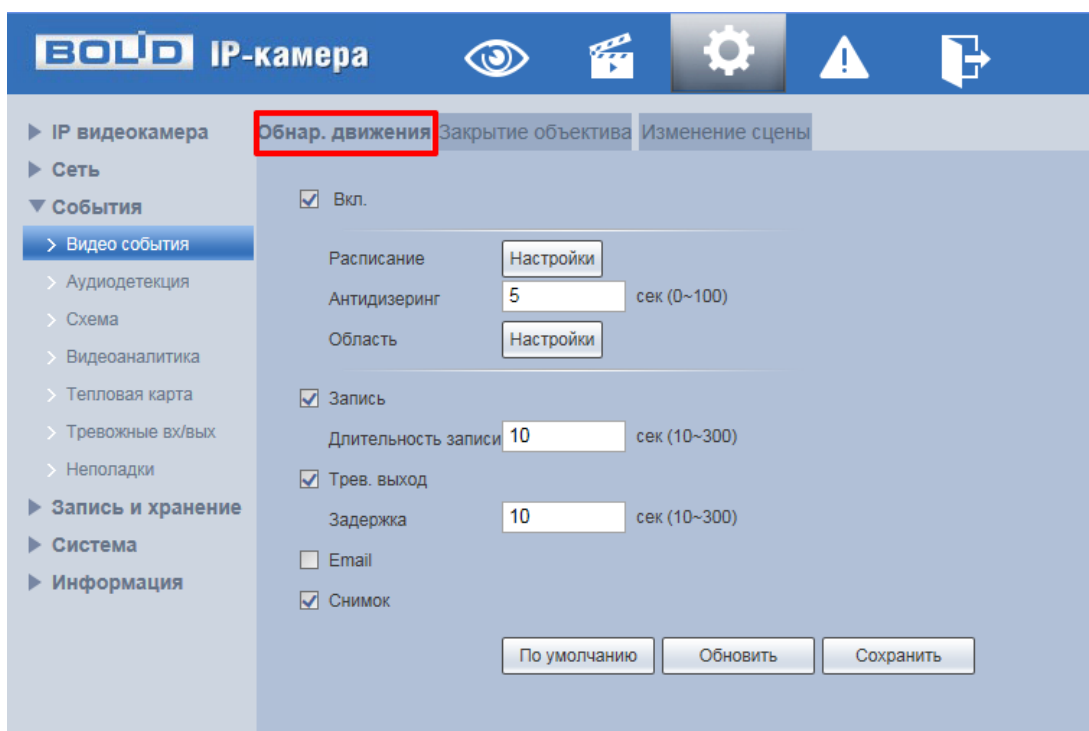 BOLID IP-камера
IP видеокамера
Сеть
События
Видео события
Аудиодетекция
Схема
Видеоаналитика
Тепловая карта
Тревожные вх/вых
Неполадки
Запись и хранение
Система
Информация
Обнар. движения Закрытие объектива Изменение сцены
Вкл.
Расписание Настройки
Антидизеринг 5 сек (0~100)
Область Настройки
Запись
Длительность записи 10 сек (10~300)
Трев. выход
Задержка 10 сек (10~300)
Email
Снимок
По умолчанию Обновить Сохранить